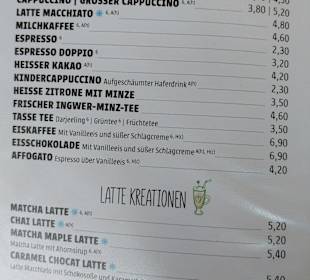 CAPPUCCINO | GROSSER CAPPUCCINO 3,80 | 5,20
LATTE MACCHIATO 4,80
MILCHKAFFEE 4,60
ESPRESSO 2,30
ESPRESSO DOPPIO 3,20
HEISSER KAKAO 4,20
KINDERCAPPUCCINO Aufgeschäumter Haferdrink 2,30
HEISSE ZITRONE MIT MINZE 3,50
FRISCHER INGWER-MINZ-TEE 4,60
TASSE TEE Darjeeling | Grüntee | Früchtetee 3,50
EISKAFFEE Mit Vanilleeis und süßer Schlagcreme 6,90
EISSCHOKOLADE Mit Vanilleeis und süßer Schlagcreme 6,90
AFFOGATO Espresso über Vanilleeis 4,20
LATTE KREATIONEN
MATCHA LATTE 5,20
CHAI LATTE 5,20
MATCHA MAPLE LATTE 5,40
Matcha Latte mit Ahornsirup
CARAMEL CHOCAT LATTE 5,40
Latte Macchiato mit Schokosoße und